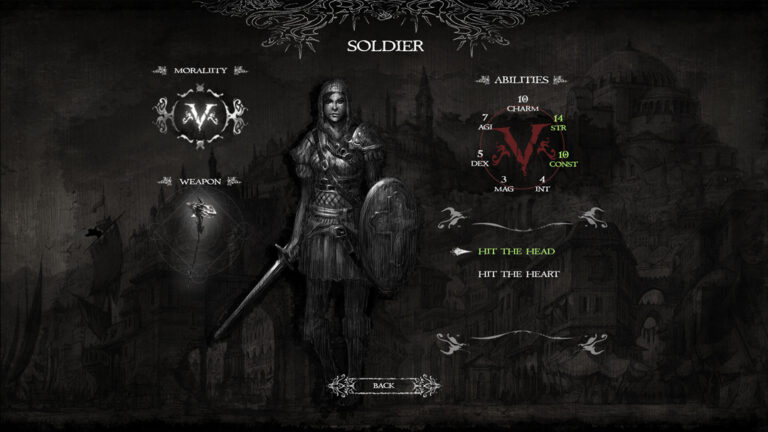 SOLDIER
MORALITY
ABILITIES
10
CHARM
7
AGI
14
STR
V
V
5
DEX
10
CONST
3
MAG
4
INT
WEAPON
HIT THE HEAD
HIT THE HEART
BACK